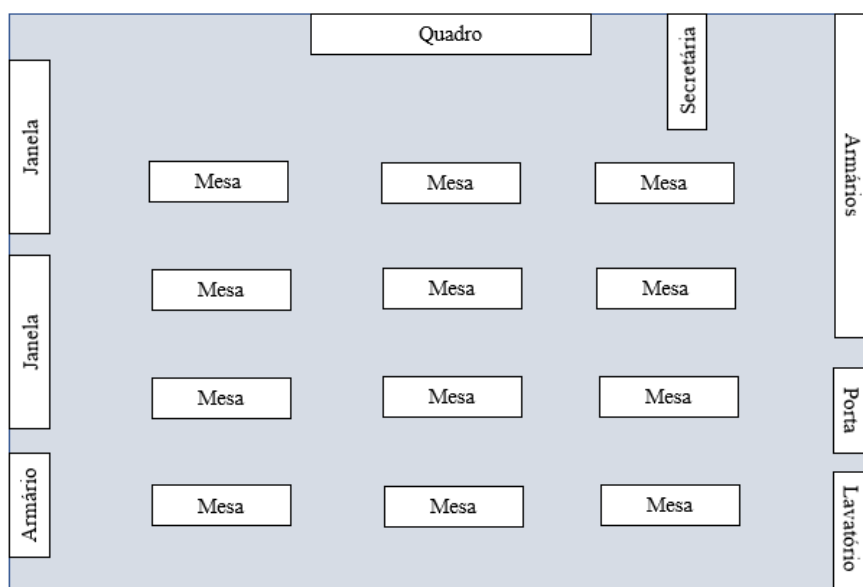 Quadro
Secretária
Janela
Armários
Mesa
Mesa
Mesa
Janela
Mesa
Mesa
Mesa
Mesa
Mesa
Mesa
Porta
Armário
Mesa
Mesa
Mesa
Lavatório